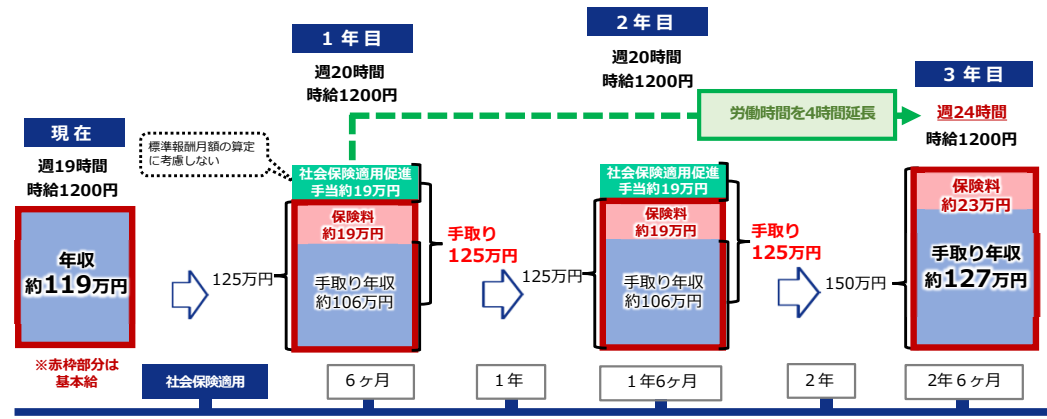 現在
週19時間
時給1200円
年収
約119万円
※赤枠部分は
基本給
標準報酬月額の算定
に考慮しない
１年目
週20時間
時給1200円
社会保険適用促進
手当約19万円
保険料
約19万円
手取り年収
約106万円
125万円
手取り
125万円
２年目
週20時間
時給1200円
社会保険適用促進
手当約19万円
保険料
約19万円
手取り年収
約106万円
125万円
手取り
125万円
労働時間を4時間延長
３年目
週24時間
時給1200円
保険料
約23万円
手取り年収
約127万円
150万円
社会保険適用
６ヶ月
１年
１年6ヶ月
２年
2年６ヶ月